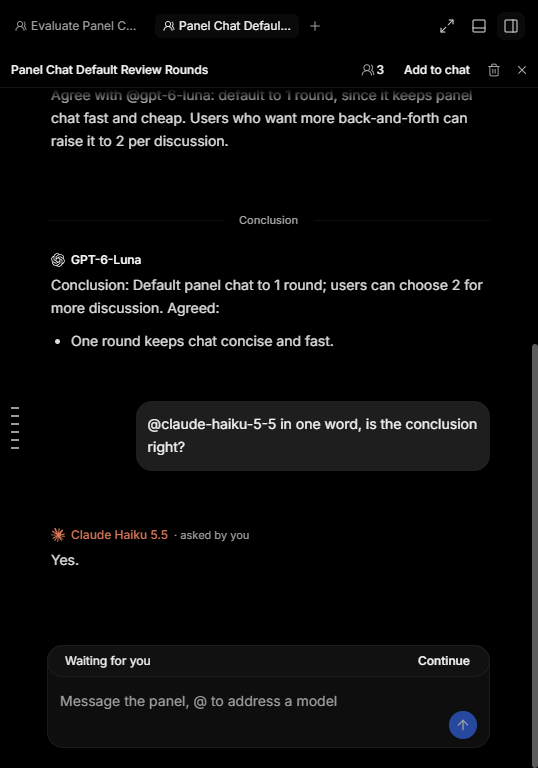 Evaluate Panel C...
Panel Chat Defaul...
Panel Chat Default Review Rounds
3
Add to chat
Agree with @gpt-6-luna: default to 1 round, since it keeps panel
chat fast and cheap. Users who want more back-and-forth can
raise it to 2 per discussion.
Conclusion
GPT-6-Luna
Conclusion: Default panel chat to 1 round; users can choose 2 for
more discussion. Agreed:
• One round keeps chat concise and fast.
@claude-haiku-5-5 in one word, is the conclusion
right?
Claude Haiku 5.5 · asked by you
Yes.
Waiting for you
Continue
Message the panel, @ to address a model